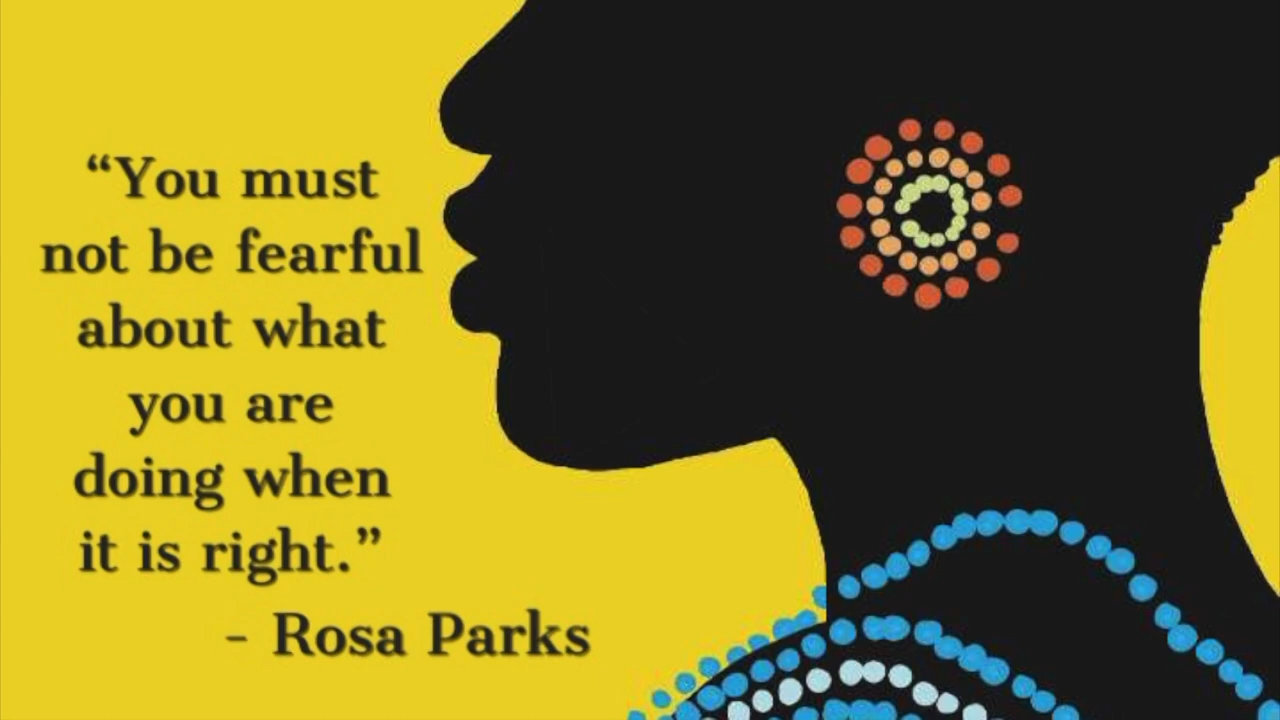 “You must
not be fearful
about what
you are
doing when
it is right.”
- Rosa Parks